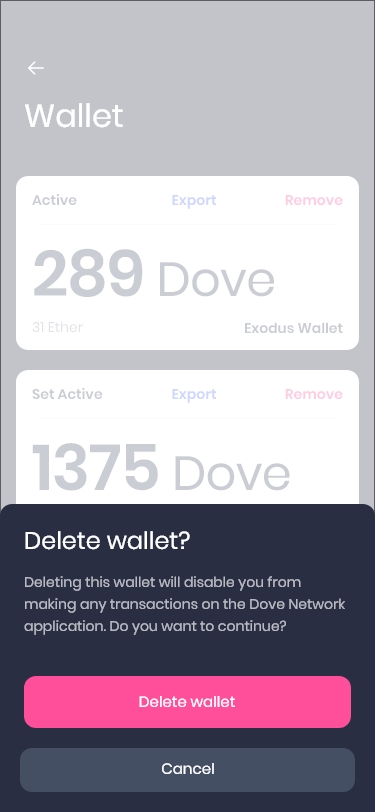 Wallet
Active Export Remove
289 Dove
31 Ether Exodus Wallet
Set Active Export Remove
1375 Dove
Delete wallet?
Deleting this wallet will disable you from
making any transactions on the Dove Network
application. Do you want to continue?
Delete wallet
Cancel